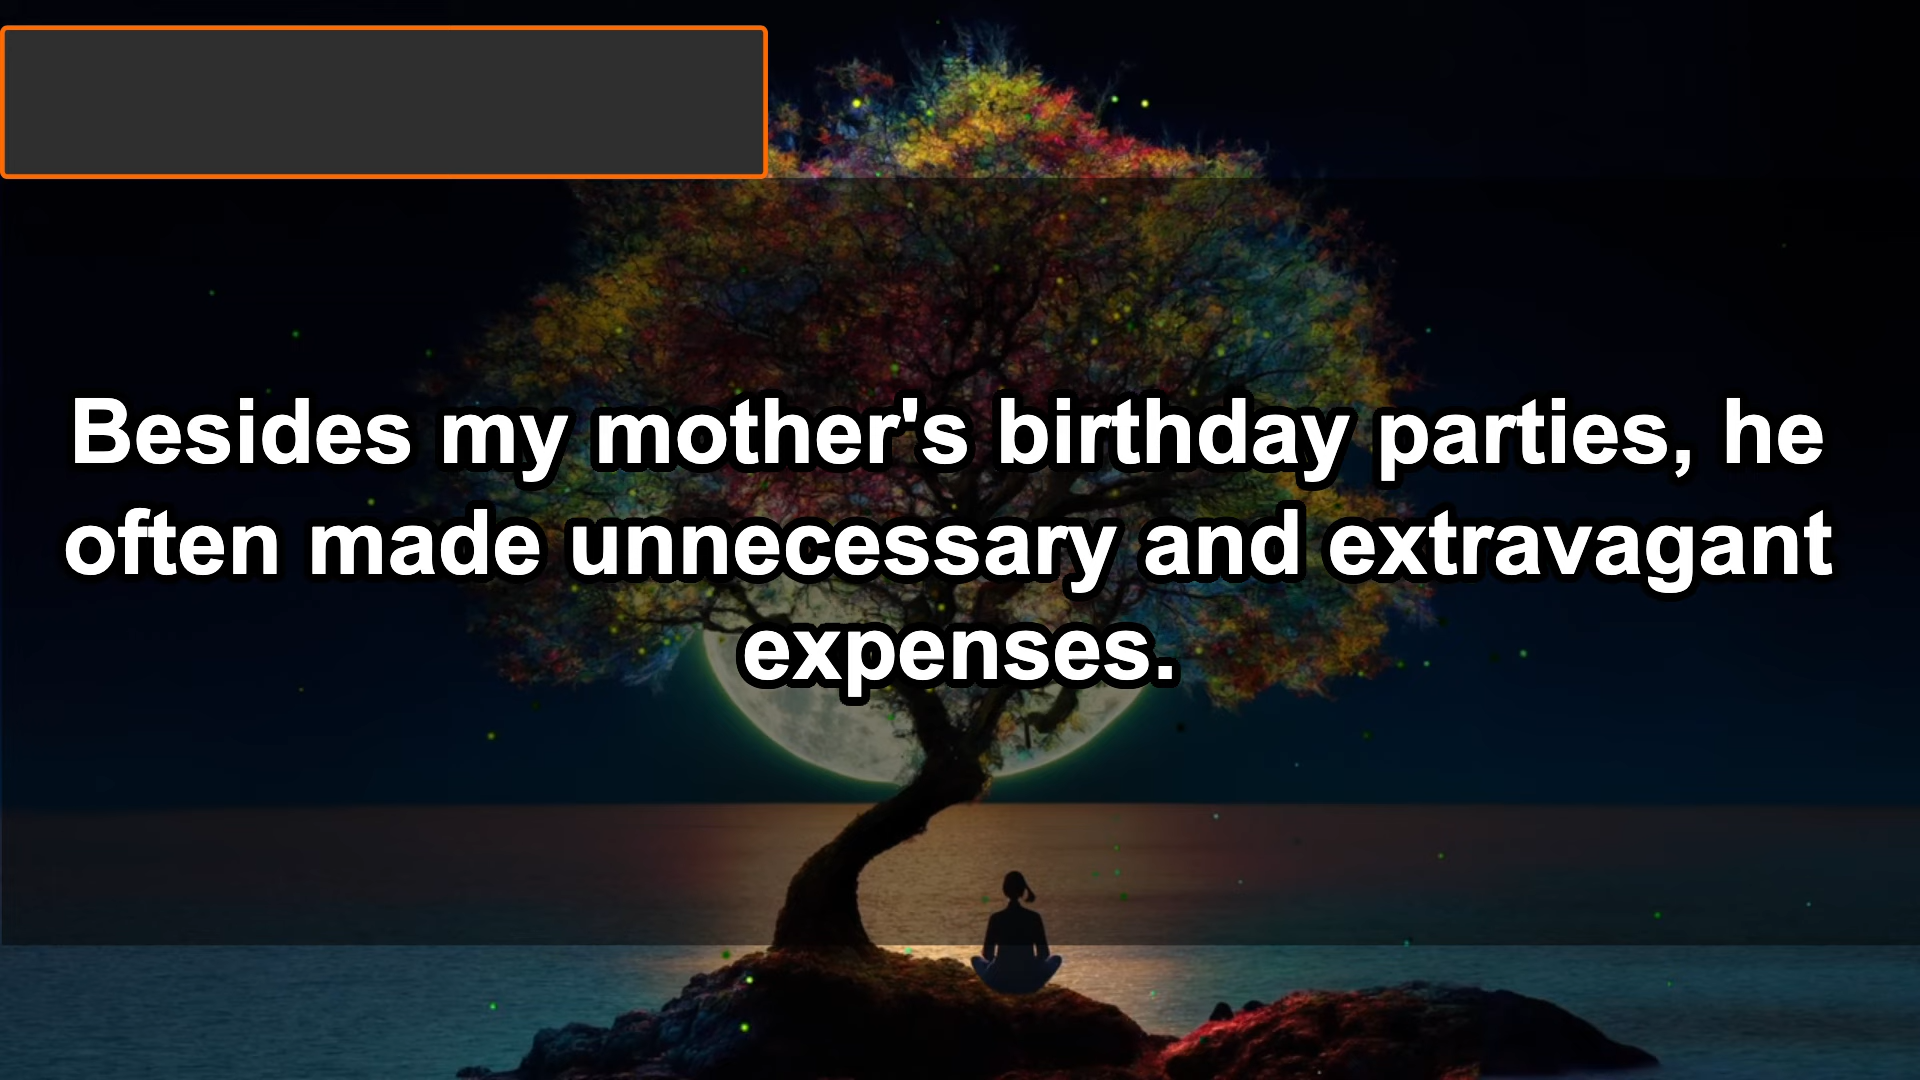 Besides my mother's birthday parties, he
often made unnecessary and extravagant
expenses.